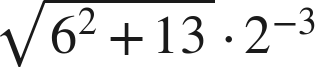 √(6² + 13) · 2⁻³